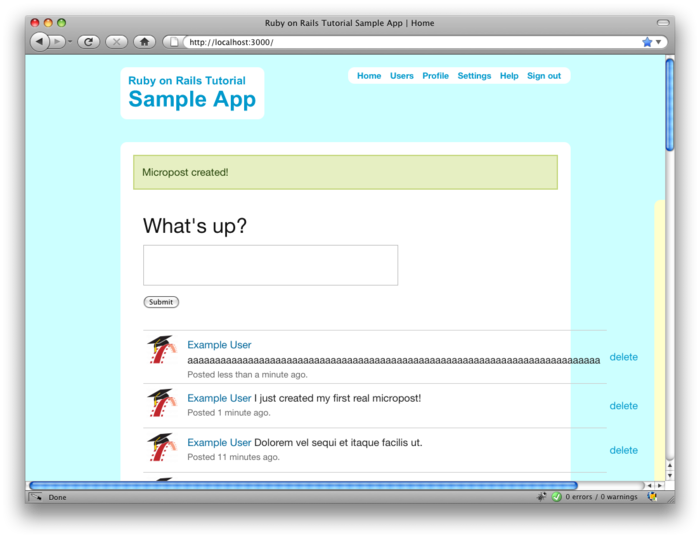 Ruby on Rails Tutorial Sample App | Home
http://localhost:3000/
Ruby on Rails Tutorial
Sample App
Home Users Profile Settings Help Sign out
Micropost created!
What's up?
Submit
Example User
aaaaaaaaaaaaaaaaaaaaaaaaaaaaaaaaaaaaaaaaaaaaaaaaaaaaaaaaaaaaaaaaaaaaaaaaaaa
delete
Posted less than a minute ago.
Example User I just created my first real micropost!
delete
Posted 1 minute ago.
Example User Dolorem vel sequi et itaque facilis ut.
delete
Posted 11 minutes ago.
Done
0 errors / 0 warnings